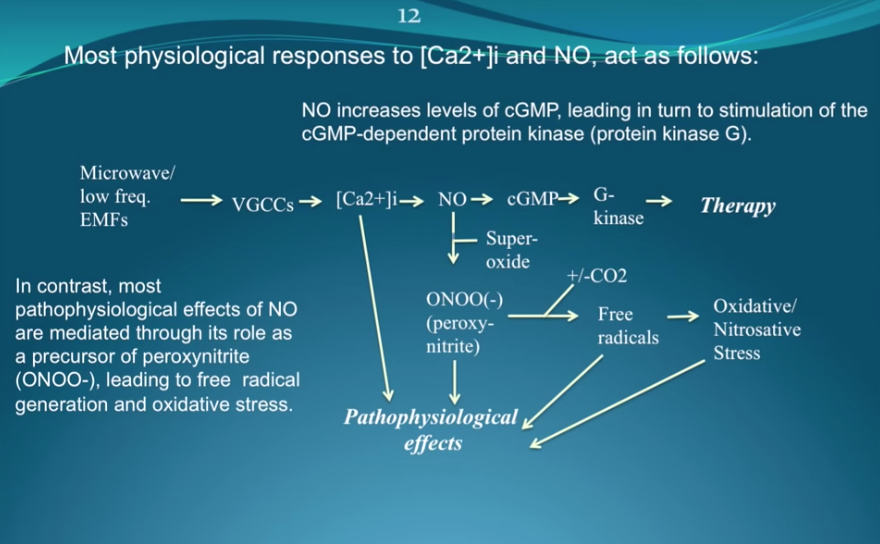 12
Most physiological responses to [Ca2+]i and NO, act as follows:
NO increases levels of cGMP, leading in turn to stimulation of the
cGMP-dependent protein kinase (protein kinase G).
Microwave/
low freq.
EMFs
VGCCs
[Ca2+]i
NO
cGMP
G-
kinase
Therapy
Super-
oxide
+/-CO2
In contrast, most
pathophysiological effects of NO
are mediated through its role as
a precursor of peroxynitrite
(ONOO-), leading to free radical
generation and oxidative stress.
ONOO(-)
(peroxy-
nitrite)
Free
radicals
Oxidative/
Nitrosative
Stress
Pathophysiological
effects